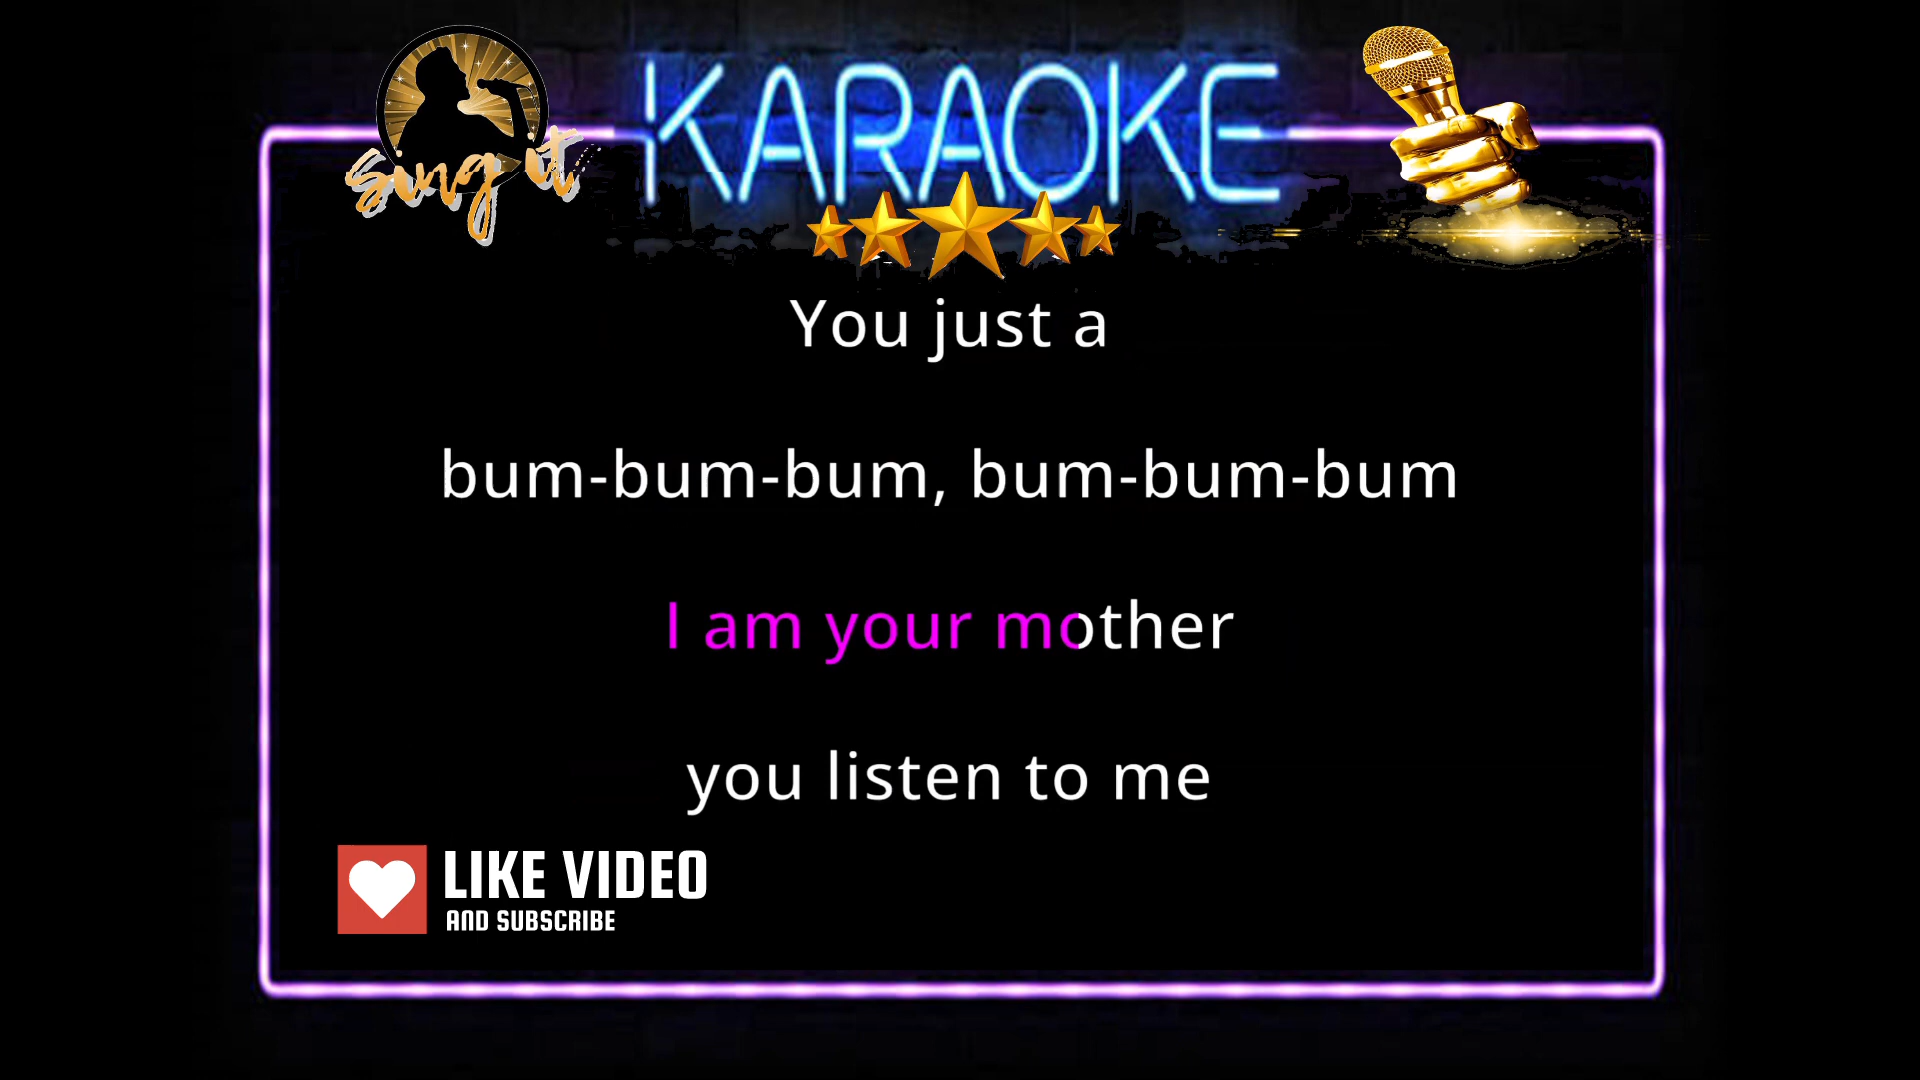 Sing it
KARAOKE
You just a
bum-bum-bum, bum-bum-bum
I am your mother
you listen to me
LIKE VIDEO
AND SUBSCRIBE